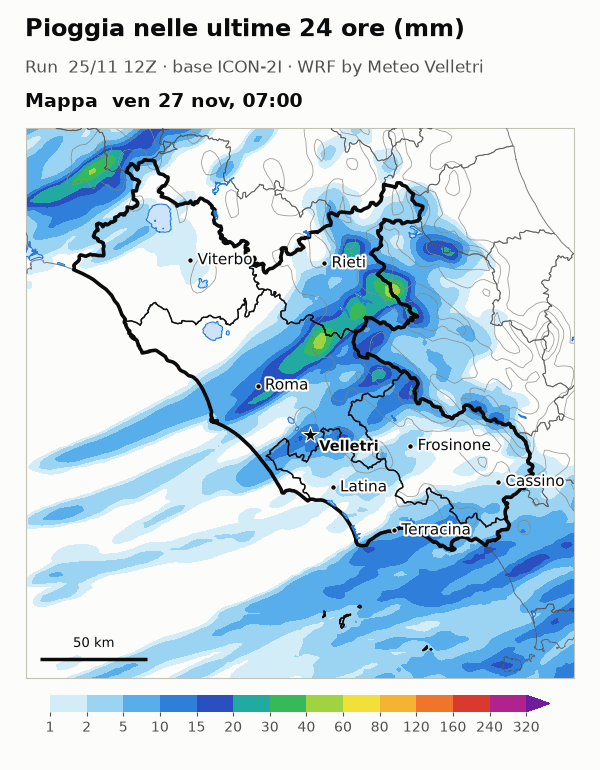 Pioggia nelle ultime 24 ore (mm)
Run  25/11 12Z · base ICON-2I · WRF by Meteo Velletri
Mappa  ven 27 nov, 07:00
Viterbo
Rieti
Roma
Velletri
Frosinone
Latina
Cassino
Terracina
50 km
1 2 5 10 15 20 30 40 60 80 120 160 240 320